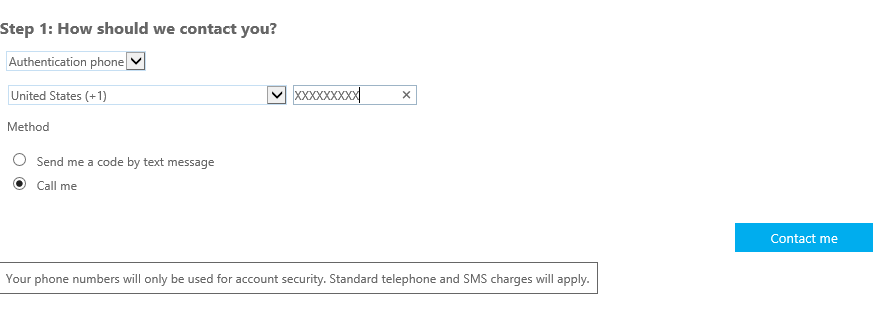 Step 1: How should we contact you?
Authentication phone
United States (+1) XXXXXXXXX
Method
Send me a code by text message
Call me
Contact me
Your phone numbers will only be used for account security. Standard telephone and SMS charges will apply.